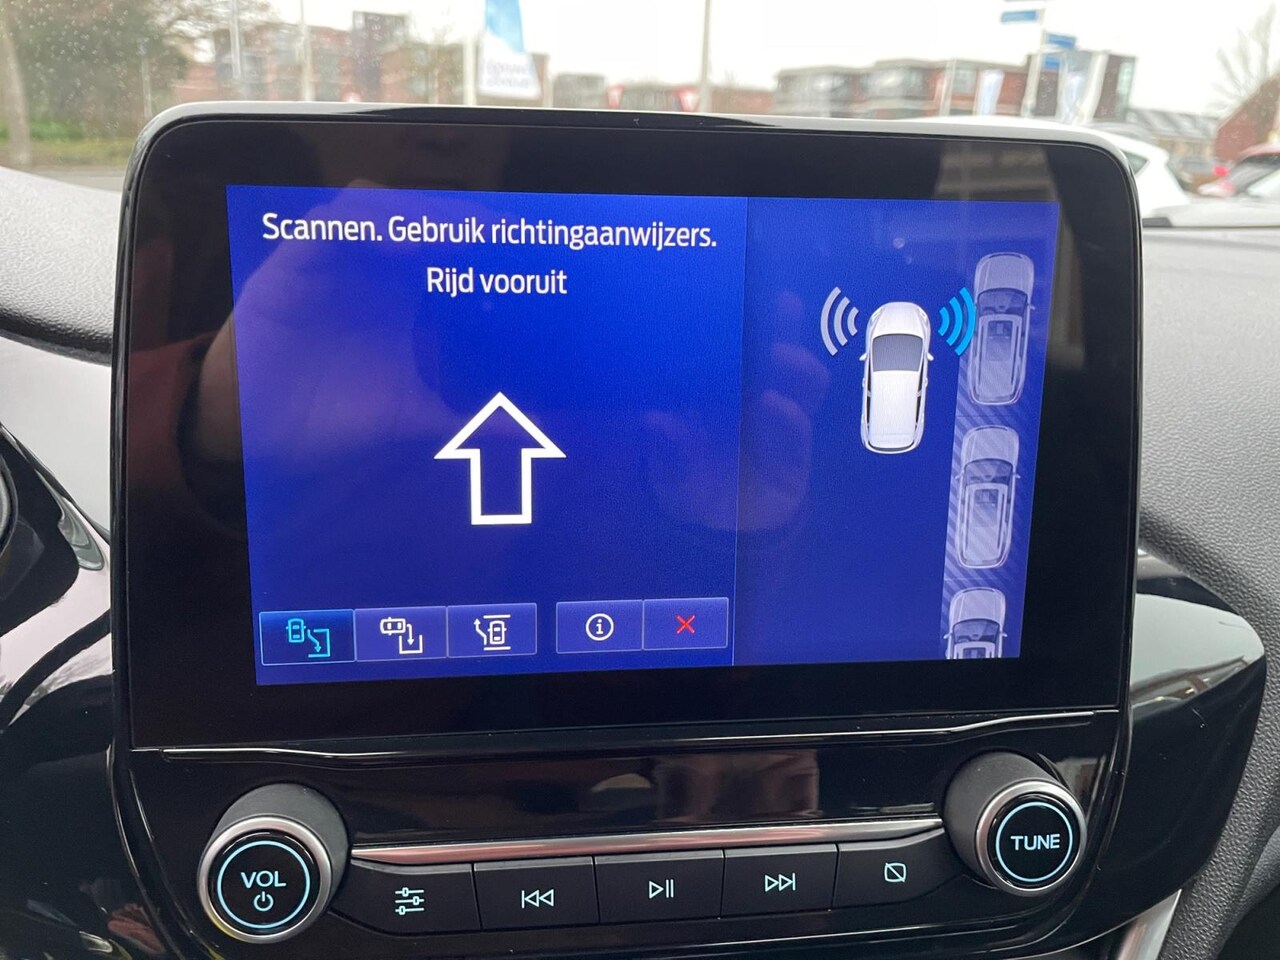 Scannen. Gebruik richtingaanwijzers.
Rijd vooruit
VOL
TUNE